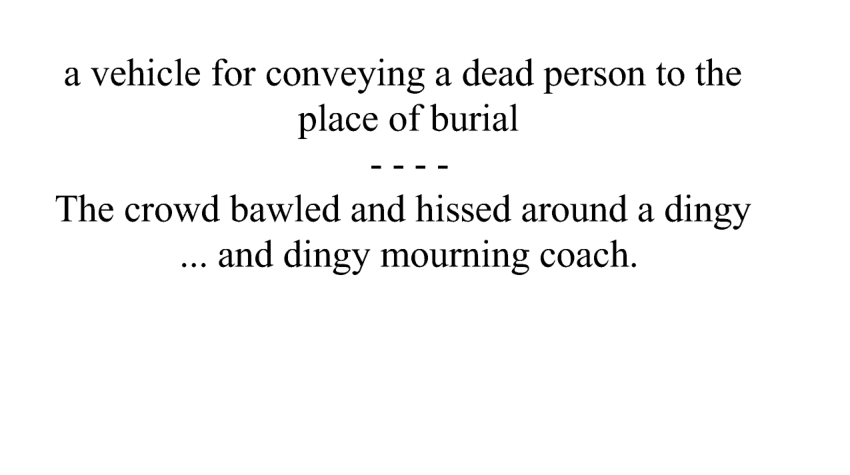 a vehicle for conveying a dead person to the
place of burial
- - - -
The crowd bawled and hissed around a dingy
... and dingy mourning coach.